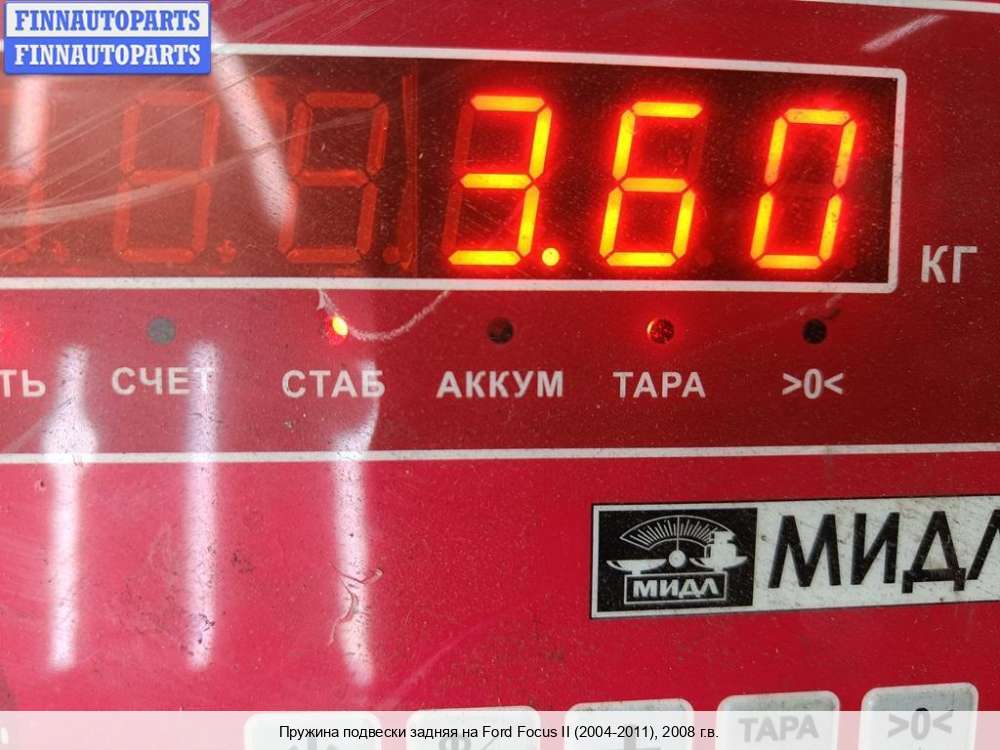 FINNAUTOPARTS
FINNAUTOPARTS
3.60
КГ
СЧЕТ СТАБ АККУМ ТАРА >0<
МИДЛ
МИДЛ
ТАРА >0<
Пружина подвески задняя на Ford Focus II (2004-2011), 2008 г.в.